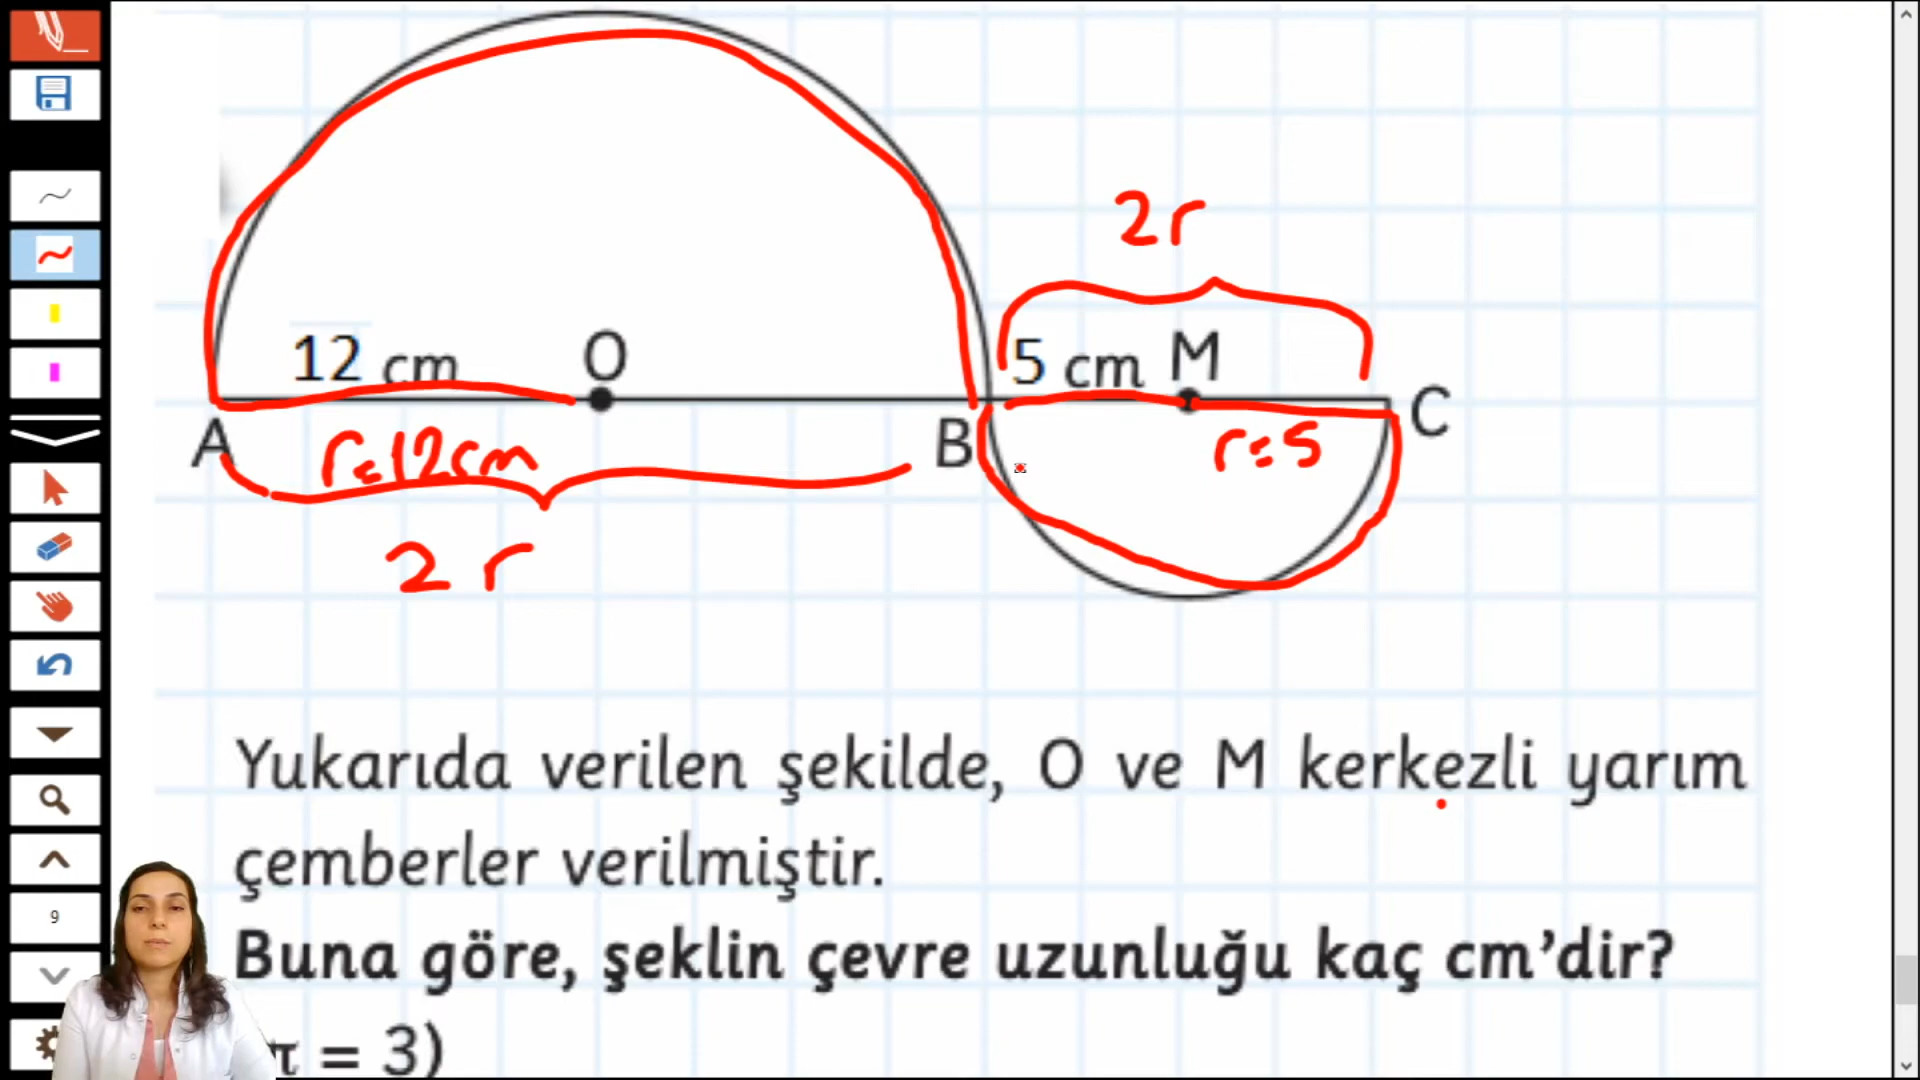 2r
12 cm O 5 cm M C
A r=12cm B r=5
2r
Yukarıda verilen şekilde, O ve M kerkezli yarım
çemberler verilmiştir.
9
Buna göre, şeklin çevre uzunluğu kaç cm’dir?
π = 3)